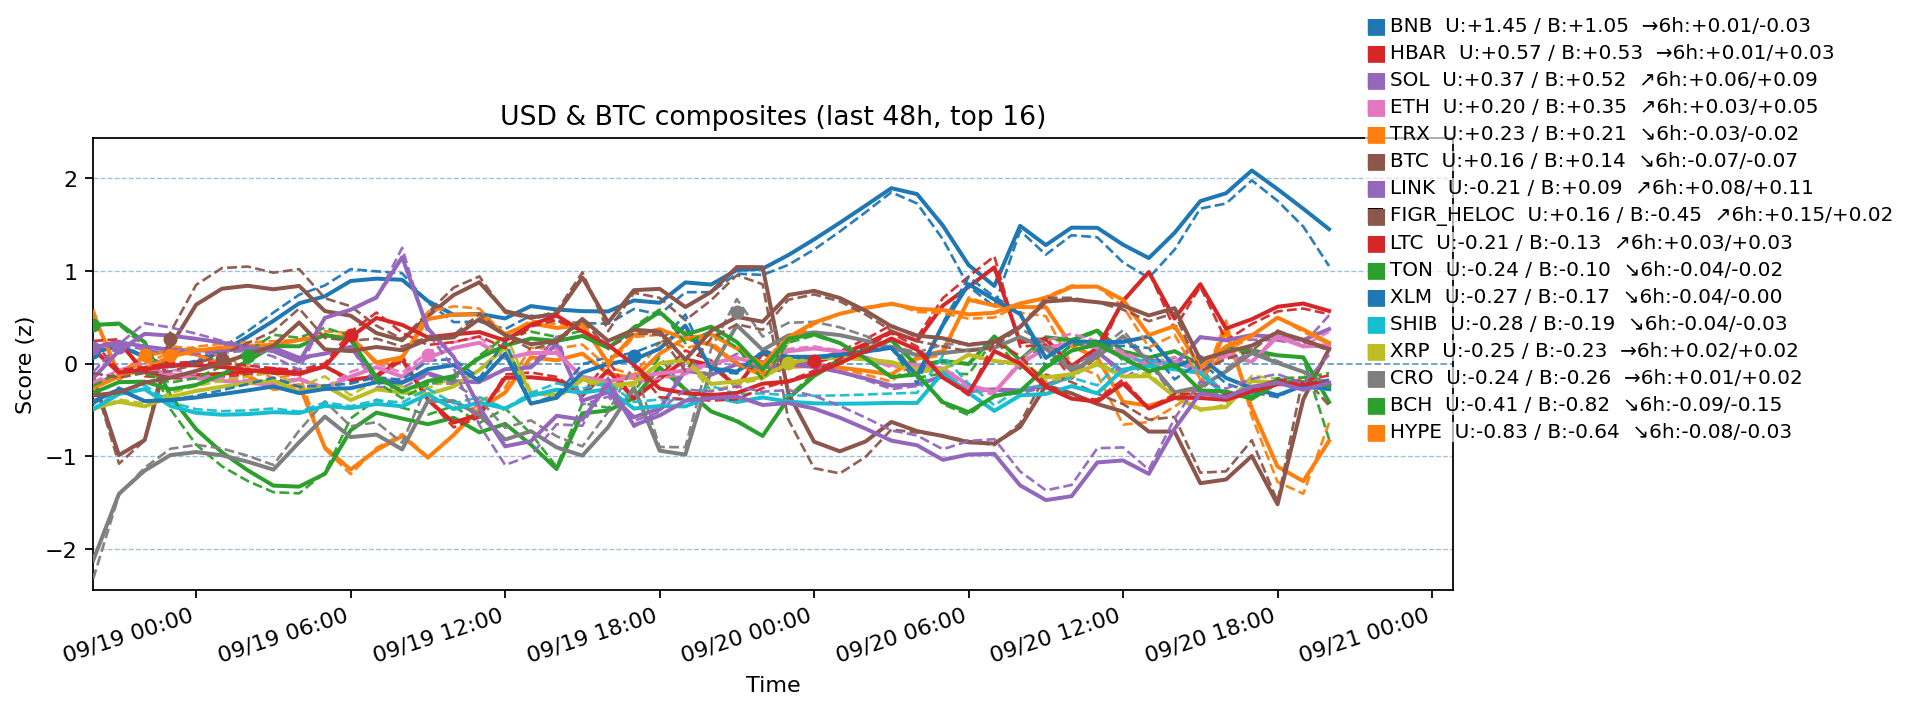 BNB  U:+1.45 / B:+1.05  →6h:+0.01/-0.03
HBAR  U:+0.57 / B:+0.53  →6h:+0.01/+0.03
SOL  U:+0.37 / B:+0.52  ↗6h:+0.06/+0.09
ETH  U:+0.20 / B:+0.35  ↗6h:+0.03/+0.05
TRX  U:+0.23 / B:+0.21  ↘6h:-0.03/-0.02
BTC  U:+0.16 / B:+0.14  ↘6h:-0.07/-0.07
LINK  U:-0.21 / B:+0.09  ↗6h:+0.08/+0.11
FIGR_HELOC  U:+0.16 / B:-0.45  ↗6h:+0.15/+0.02
LTC  U:-0.21 / B:-0.13  ↗6h:+0.03/+0.03
TON  U:-0.24 / B:-0.10  ↘6h:-0.04/-0.02
XLM  U:-0.27 / B:-0.17  ↘6h:-0.04/-0.00
SHIB  U:-0.28 / B:-0.19  ↘6h:-0.04/-0.03
XRP  U:-0.25 / B:-0.23  →6h:+0.02/+0.02
CRO  U:-0.24 / B:-0.26  →6h:+0.01/+0.02
BCH  U:-0.41 / B:-0.82  ↘6h:-0.09/-0.15
HYPE  U:-0.83 / B:-0.64  ↘6h:-0.08/-0.03
USD & BTC composites (last 48h, top 16)
Score (z)
2
1
0
−1
−2
09/19 00:00
09/19 06:00
09/19 12:00
09/19 18:00
09/20 00:00
09/20 06:00
09/20 12:00
09/20 18:00
09/21 00:00
Time